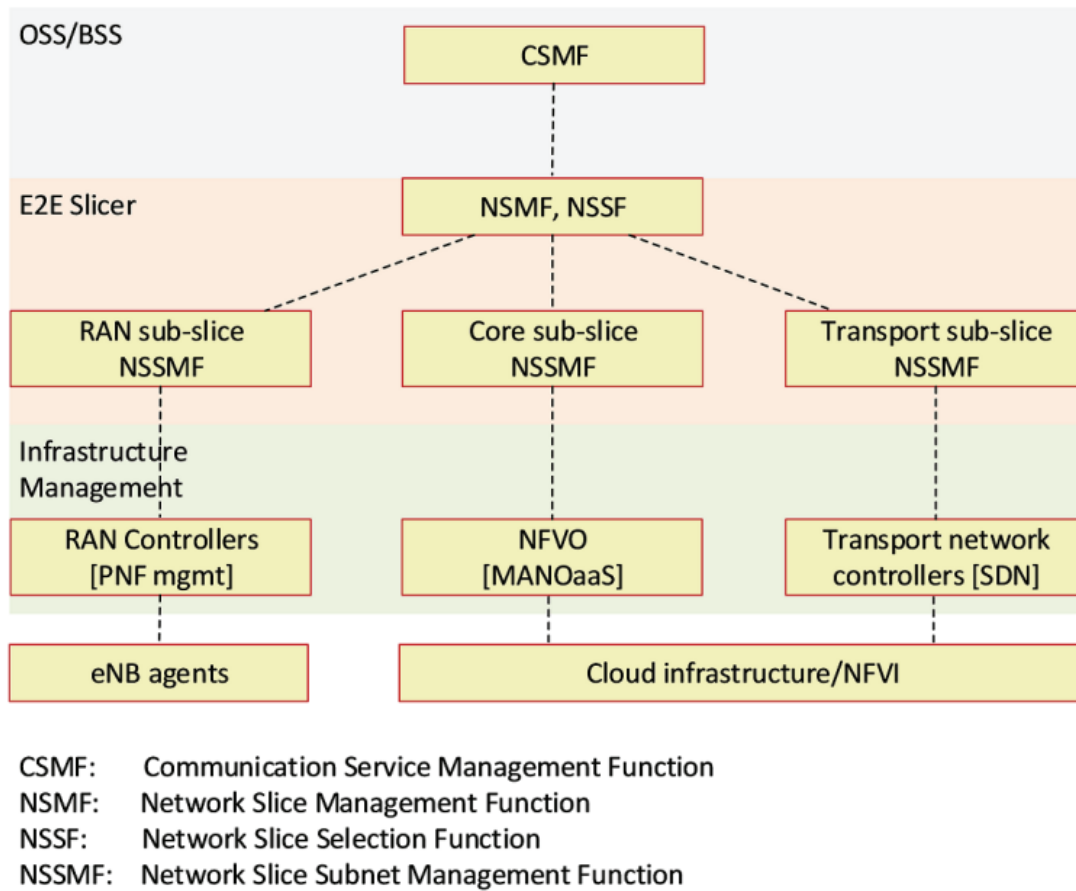 OSS/BSS
CSMF
E2E Slicer
NSMF, NSSF
RAN sub-slice
NSSMF
Core sub-slice
NSSMF
Transport sub-slice
NSSMF
Infrastructure
Management
RAN Controllers
[PNF mgmt]
NFVO
[MANOaaS]
Transport network
controllers [SDN]
eNB agents
Cloud infrastructure/NFVI
CSMF: Communication Service Management Function
NSMF: Network Slice Management Function
NSSF: Network Slice Selection Function
NSSMF: Network Slice Subnet Management Function